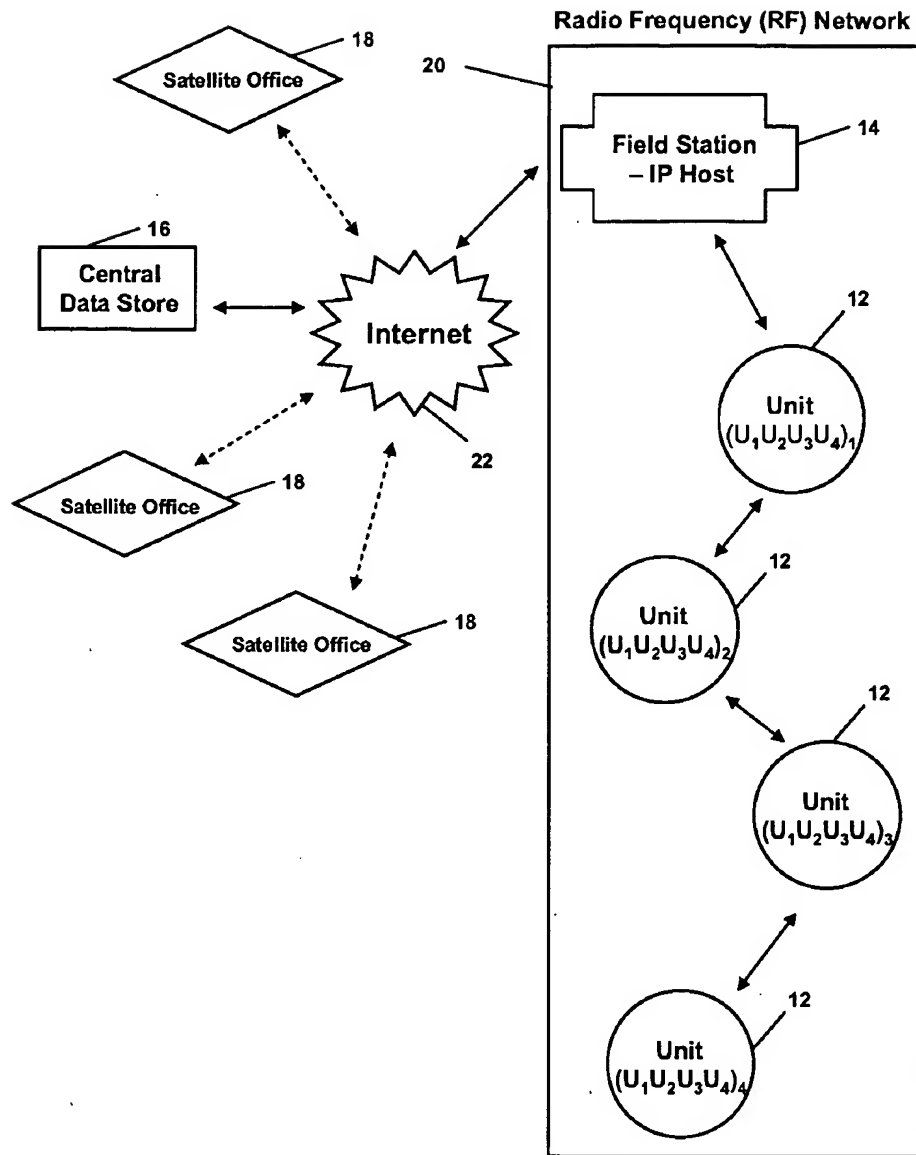 Radio Frequency (RF) Network
18
Satellite Office
20
14
Field Station
– IP Host
16
Central
Data Store
Internet
12
Unit
(U₁U₂U₃U₄)₁
22
18
Satellite Office
12
Unit
(U₁U₂U₃U₄)₂
18
Satellite Office
12
Unit
(U₁U₂U₃U₄)₃
12
Unit
(U₁U₂U₃U₄)₄